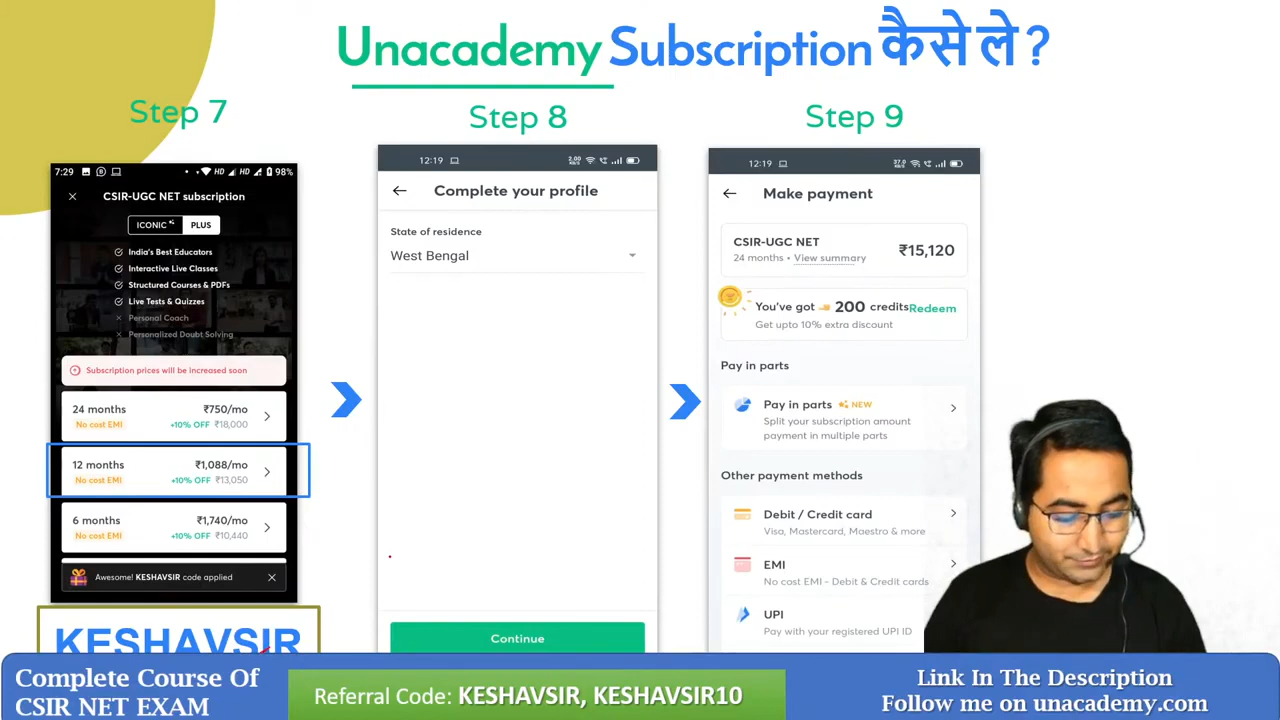 Unacademy Subscription कैसे ले ?
Step 7
7:29
HD
HD
98%
CSIR-UGC NET subscription
ICONIC
PLUS
India's Best Educators
Interactive Live Classes
Structured Courses & PDFs
Live Tests & Quizzes
Personal Coach
Personalized Doubt Solving
Subscription prices will be increased soon
24 months ₹750/mo
No cost EMI +10% OFF ₹18,000
12 months ₹1,088/mo
No cost EMI +10% OFF ₹13,050
6 months ₹1,740/mo
No cost EMI +10% OFF ₹10,440
Awesome! KESHAVSIR code applied
KESHAVSIR
Step 8
12:19
2.00 KB/S
Complete your profile
State of residence
West Bengal
Continue
Step 9
12:19
37.0 KB/S
Make payment
CSIR-UGC NET ₹15,120
24 months • View summary
You've got 200 credits Redeem
Get upto 10% extra discount
Pay in parts
Pay in parts NEW
Split your subscription amount
payment in multiple parts
Other payment methods
Debit / Credit card
Visa, Mastercard, Maestro & more
EMI
No cost EMI - Debit & Credit cards
UPI
Pay with your registered UPI ID
Complete Course Of
CSIR NET EXAM
Referral Code: KESHAVSIR, KESHAVSIR10
Link In The Description
Follow me on unacademy.com